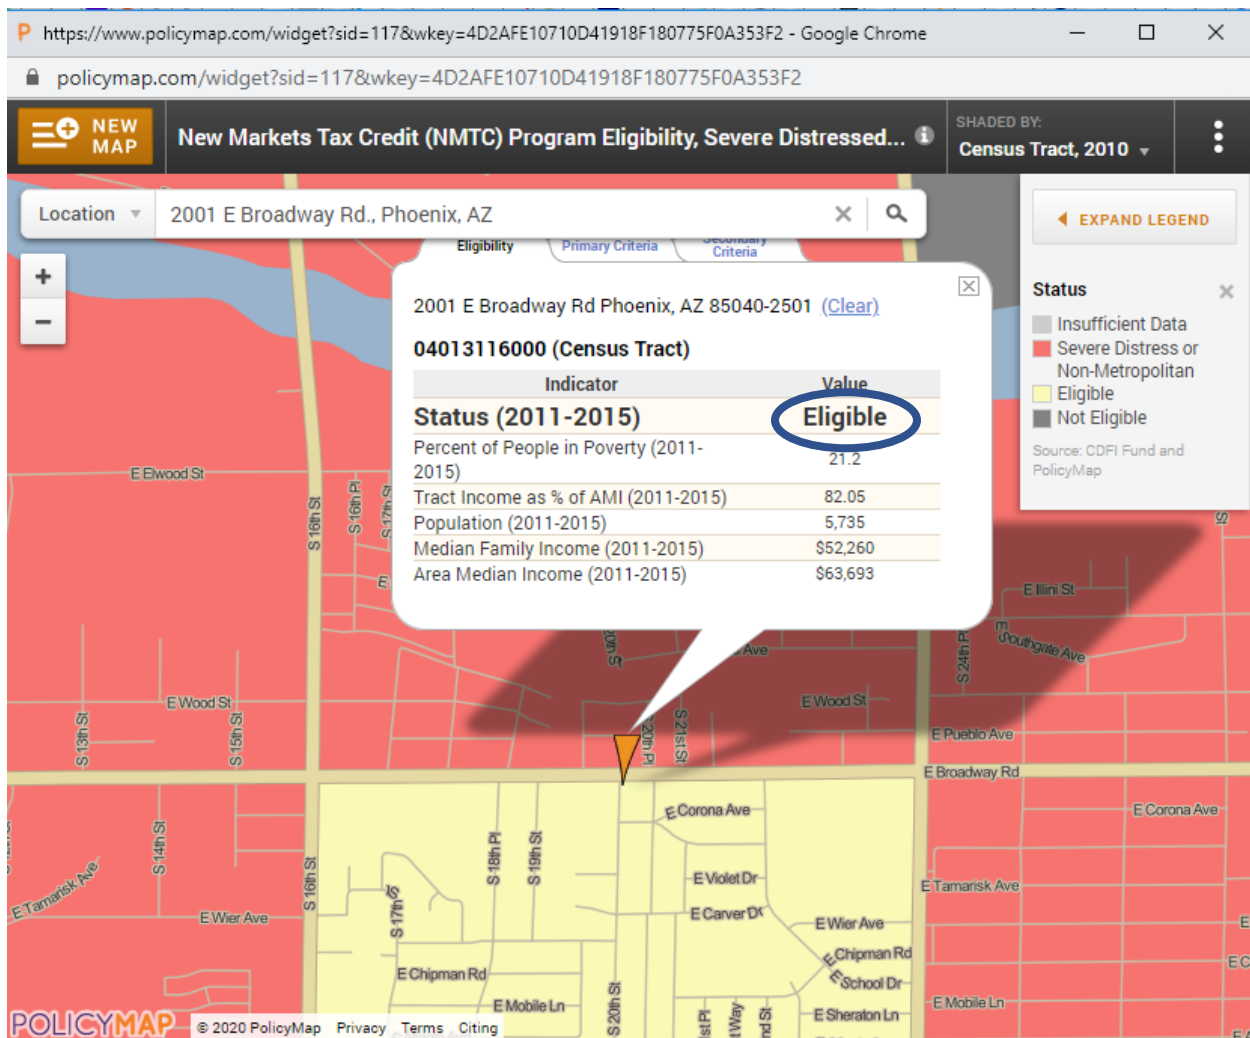 https://www.policymap.com/widget?sid=117&wkey=4D2AFE10710D41918F180775F0A353F2 - Google Chrome
policymap.com/widget?sid=117&wkey=4D2AFE10710D41918F180775F0A353F2
NEW
MAP
New Markets Tax Credit (NMTC) Program Eligibility, Severe Distressed...
SHADED BY:
Census Tract, 2010
Location
2001 E Broadway Rd., Phoenix, AZ
EXPAND LEGEND
Eligibility
Primary Criteria
Secondary
Criteria
2001 E Broadway Rd Phoenix, AZ 85040-2501 (Clear)
04013116000 (Census Tract)
Indicator Value
Status (2011-2015) Eligible
Percent of People in Poverty (2011-
2015) 21.2
Tract Income as % of AMI (2011-2015) 82.05
Population (2011-2015) 5,735
Median Family Income (2011-2015) $52,260
Area Median Income (2011-2015) $63,693
Status
Insufficient Data
Severe Distress or
Non-Metropolitan
Eligible
Not Eligible
Source: CDFI Fund and
PolicyMap
E Elwood St
S 16th St
S 16th Pl
S 17th St
E Illini St
E Southgate Ave
S 24th Pl
20th S
Ave
E Wood St
E Wood St
S 13th St
S 15th St
S 20th Pl
S 21st St
E Pueblo Ave
E Broadway Rd
E Corona Ave
E Corona Ave
S 14th St
S 16th St
S 18th Pl
S 19th St
E Violet Dr
E Tamarisk Ave
E Tamarisk Ave
S 17th
E Carver Dr
E Wier Ave
E Wier Ave
E Chipman Rd
E Chipman Rd
E School Dr
E Mobile Ln
E Mobile Ln
S 20th St
st Pl
t Way
nd St
E Sheraton Ln
POLICYMAP
© 2020 PolicyMap Privacy Terms Citing